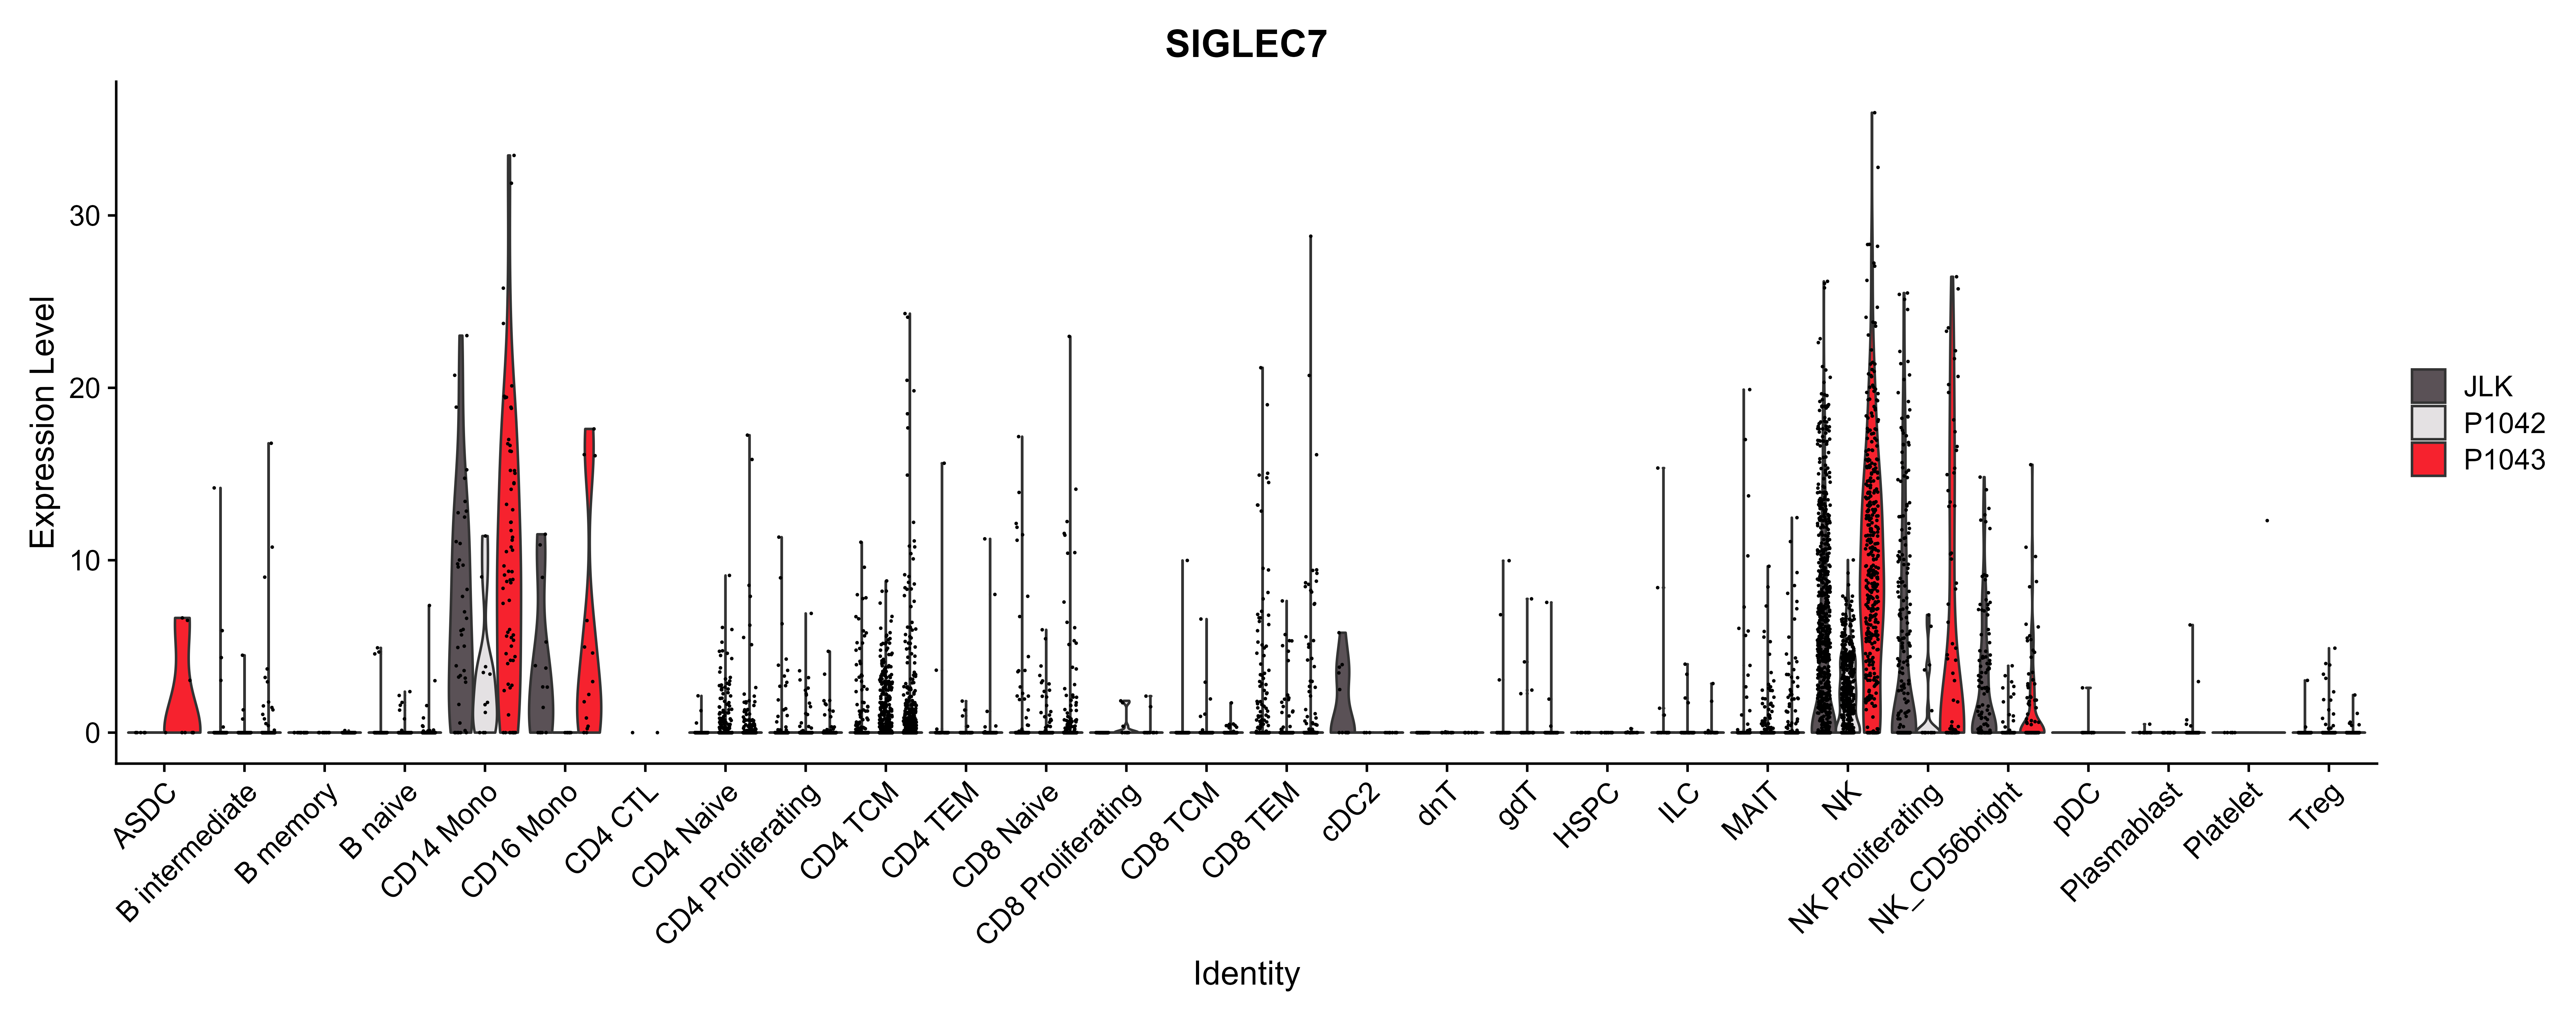 SIGLEC7
Expression Level
30
20
10
0
ASDC
B intermediate
B memory
B naive
CD14 Mono
CD16 Mono
CD4 CTL
CD4 Naive
CD4 Proliferating
CD4 TCM
CD4 TEM
CD8 Naive
CD8 Proliferating
CD8 TCM
CD8 TEM
cDC2
dnT
gdT
HSPC
ILC
MAIT
NK
NK Proliferating
NK_CD56bright
pDC
Plasmablast
Platelet
Treg
Identity
JLK
P1042
P1043